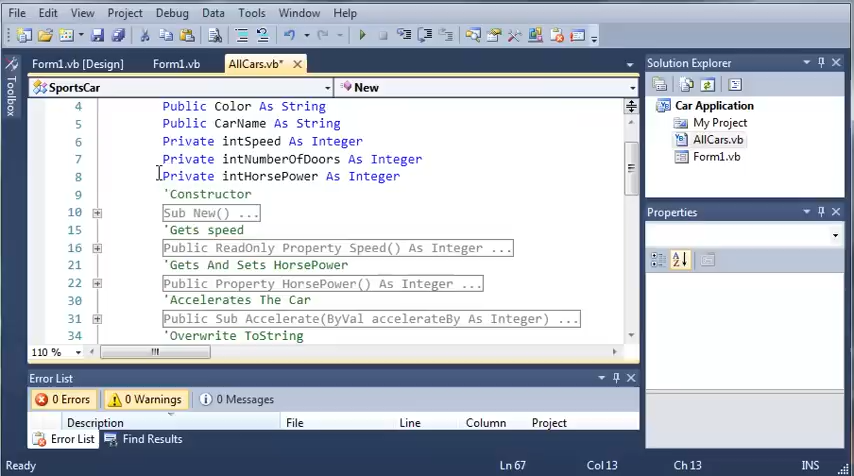 File Edit View Project Debug Data Tools Window Help
Form1.vb [Design] Form1.vb AllCars.vb*
SportsCar New
Toolbox
4 Public Color As String
5 Public CarName As String
6 Private intSpeed As Integer
7 Private intNumberOfDoors As Integer
8 Private intHorsePower As Integer
9 'Constructor
10 Sub New() ...
15 'Gets speed
16 Public ReadOnly Property Speed() As Integer ...
21 'Gets And Sets HorsePower
22 Public Property HorsePower() As Integer ...
30 'Accelerates The Car
31 Public Sub Accelerate(ByVal accelerateBy As Integer) ...
34 'Overwrite ToString
110 %
Solution Explorer
Car Application
My Project
AllCars.vb
Form1.vb
Properties
Error List
0 Errors 0 Warnings 0 Messages
Description File Line Column Project
Error List Find Results
Ready Ln 67 Col 13 Ch 13 INS